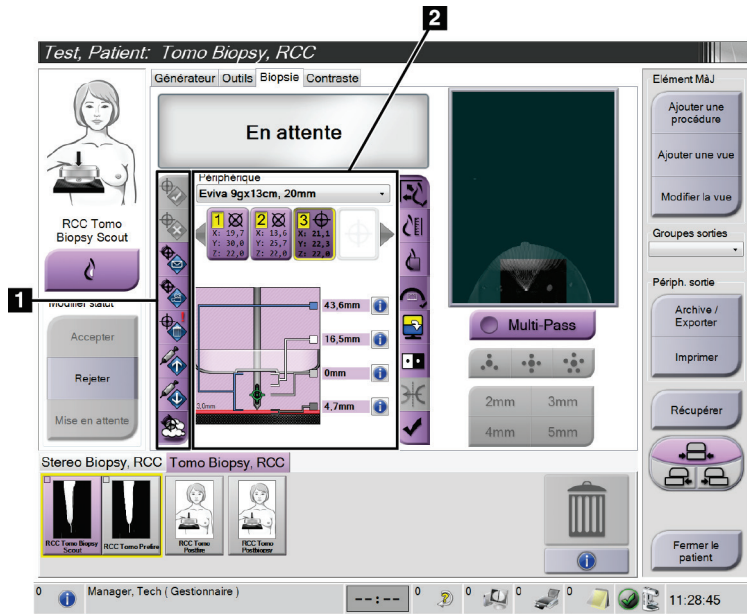 2
Test, Patient: Tomo Biopsy, RCC
Générateur Outils Biopsie Contraste
Elément MàJ
Ajouter une procédure
Ajouter une vue
Modifier la vue
Groupes sorties
Périph. sortie
Archive / Exporter
Imprimer
Récupérer
Fermer le patient
En attente
RCC Tomo Biopsy Scout
Modifier statut
Accepter
Rejeter
Mise en attente
1
Périphérique
Eviva 9gx13cm, 20mm
1
X: 19,7
Y: 30,0
Z: 22,0
2
X: 13,6
Y: 25,7
Z: 22,0
3
X: 21,1
Y: 22,3
Z: 22,0
43,6mm
16,5mm
0mm
4,7mm
3,0mm
Multi-Pass
2mm 3mm
4mm 5mm
Stereo Biopsy, RCC Tomo Biopsy, RCC
RCC Tomo Biopsy Scout
RCC Tomo Prefire
RCC Tomo Postfire
RCC Tomo Postbiopsy
0 Manager, Tech ( Gestionnaire ) --:-- 0 0 0 0 11:28:45